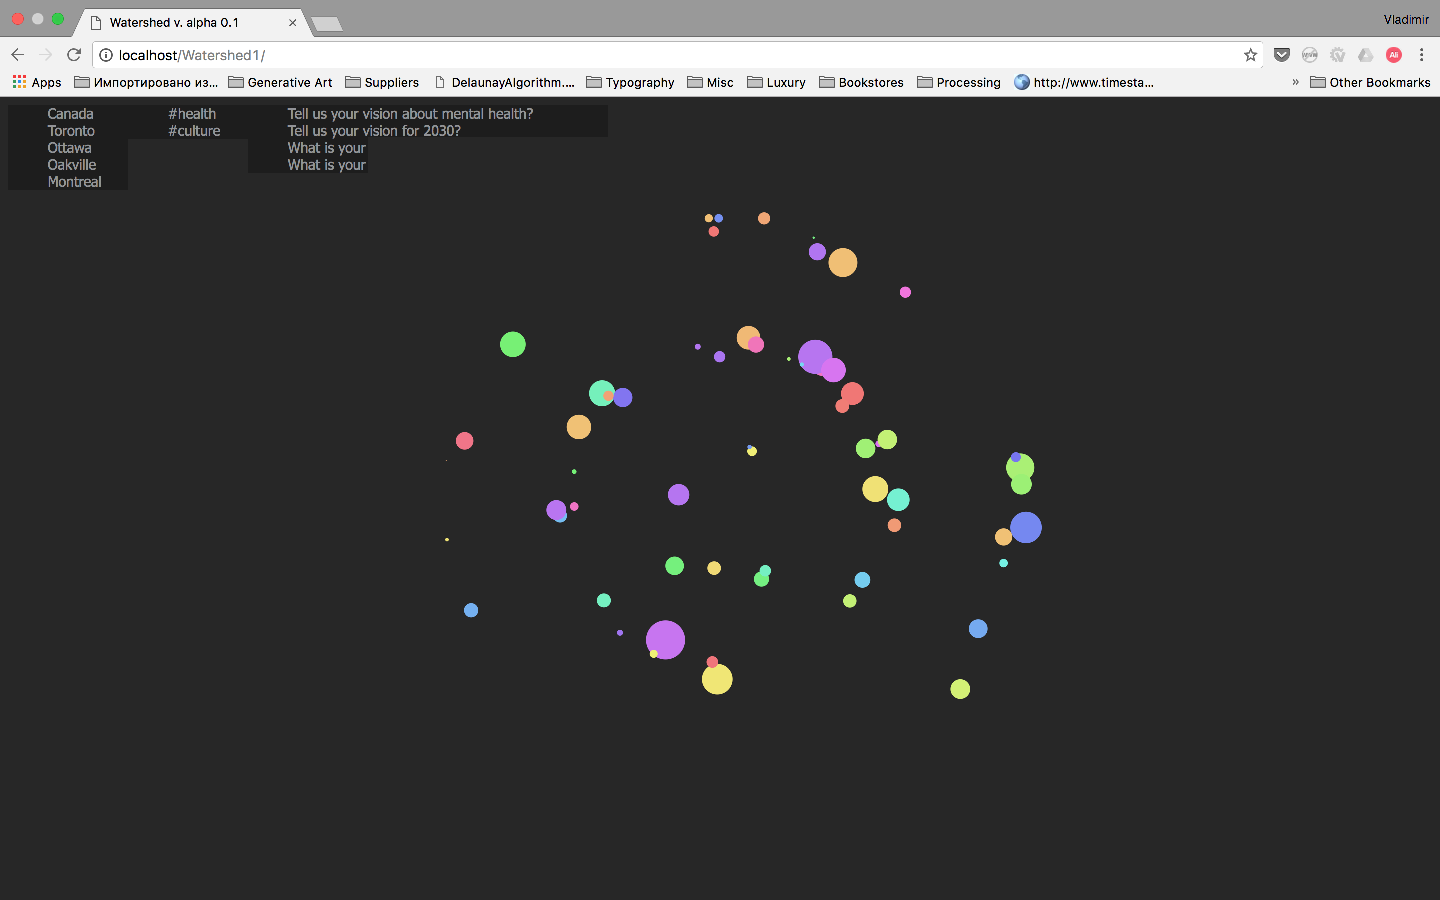 Watershed v. alpha 0.1
Vladimir
localhost/Watershed1/
Apps Импортировано из... Generative Art Suppliers DelaunayAlgorithm.... Typography Misc Luxury Bookstores Processing http://www.timesta... » Other Bookmarks
Canada #health Tell us your vision about mental health?
Toronto #culture Tell us your vision for 2030?
Ottawa What is your
Oakville What is your
Montreal